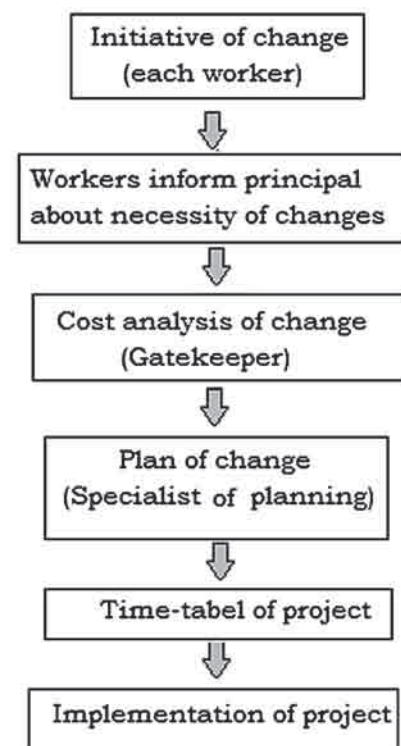 Initiative of change
(each worker)
Workers inform principal
about necessity of changes
Cost analysis of change
(Gatekeeper)
Plan of change
(Specialist of planning)
Time-tabel of project
Implementation of project